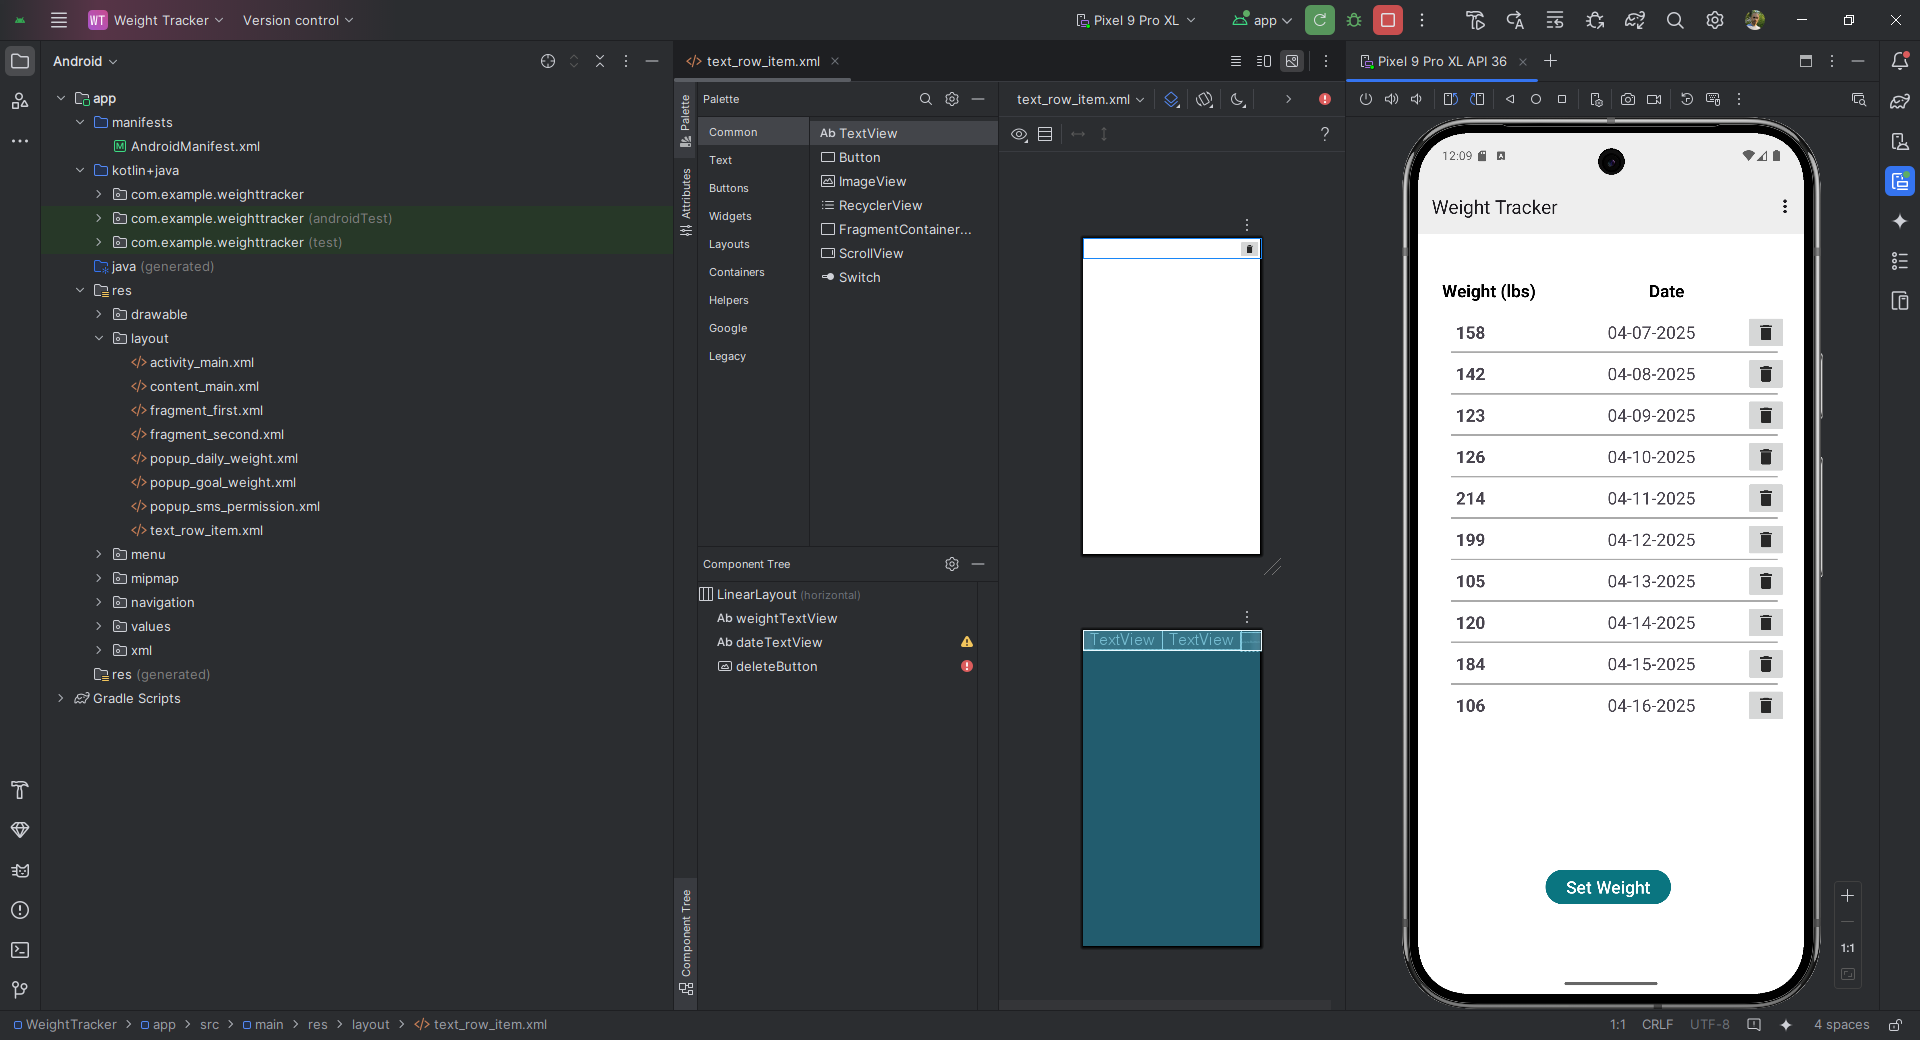 WT Weight Tracker Version control Pixel 9 Pro XL app
Android
app
manifests
AndroidManifest.xml
kotlin+java
com.example.weighttracker
com.example.weighttracker (androidTest)
com.example.weighttracker (test)
java (generated)
res
drawable
layout
activity_main.xml
content_main.xml
fragment_first.xml
fragment_second.xml
popup_daily_weight.xml
popup_goal_weight.xml
popup_sms_permission.xml
text_row_item.xml
menu
mipmap
navigation
values
xml
res (generated)
Gradle Scripts
text_row_item.xml
Palette
Attributes
Component Tree
Palette
Common
Text
Buttons
Widgets
Layouts
Containers
Helpers
Google
Legacy
Ab TextView
Button
ImageView
RecyclerView
FragmentContainer...
ScrollView
Switch
Component Tree
LinearLayout (horizontal)
Ab weightTextView
Ab dateTextView
deleteButton
text_row_item.xml
?
TextView TextView
Pixel 9 Pro XL API 36
12:09
Weight Tracker
Weight (lbs) Date
158 04-07-2025
142 04-08-2025
123 04-09-2025
126 04-10-2025
214 04-11-2025
199 04-12-2025
105 04-13-2025
120 04-14-2025
184 04-15-2025
106 04-16-2025
Set Weight
1:1
WeightTracker > app > src > main > res > layout > text_row_item.xml
1:1 CRLF UTF-8 4 spaces